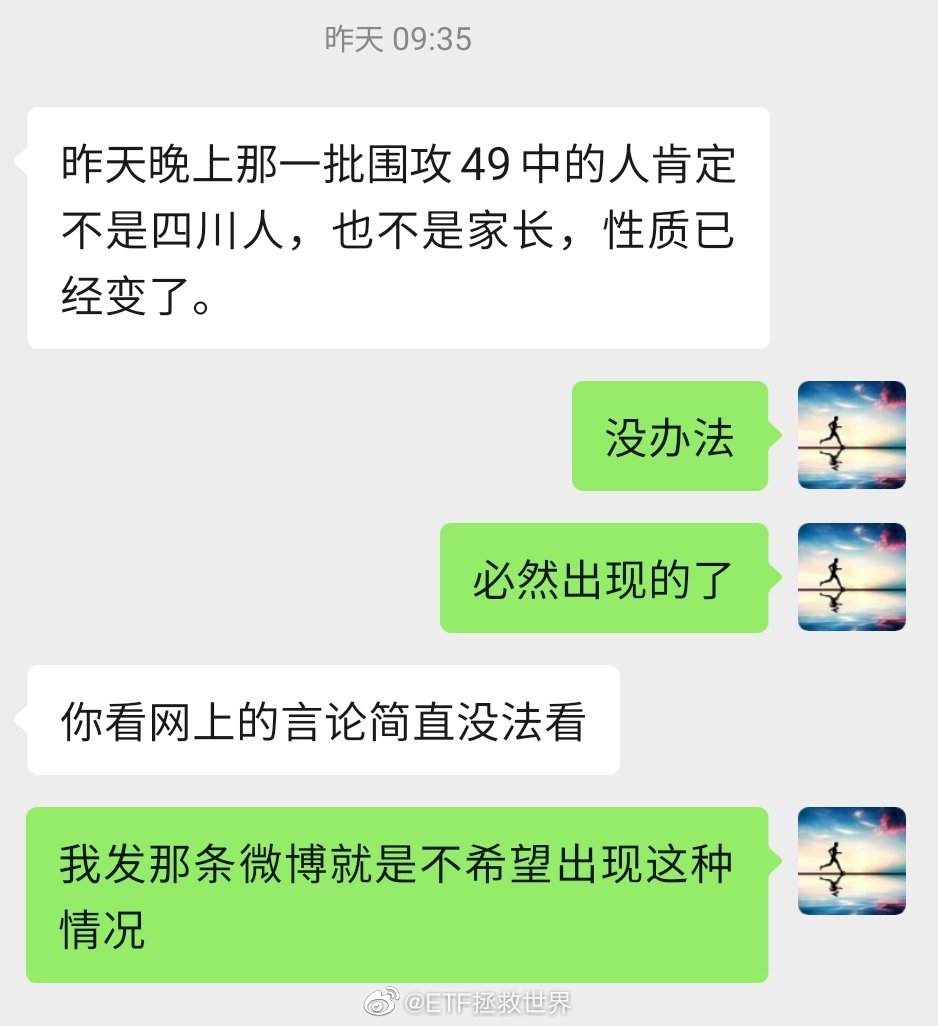 昨天 09:35
昨天晚上那一批围攻49中的人肯定
不是四川人，也不是家长，性质已
经变了。
没办法
必然出现的了
你看网上的言论简直没法看
我发那条微博就是不希望出现这种
情况
@ETF拯救世界